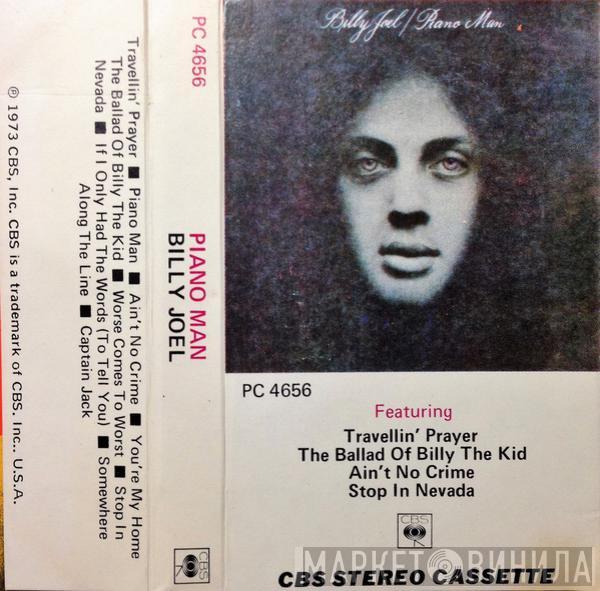 Billy Joel / Piano Man
PC 4656
Featuring
Travellin' Prayer
The Ballad Of Billy The Kid
Ain't No Crime
Stop In Nevada
CBS
CBS STEREO CASSETTE
МАРКЕТ ВИНИЛА
PC 4656
PIANO MAN
BILLY JOEL
CBS
Travellin' Prayer ■ Piano Man ■ Ain't No Crime ■ You're My Home
The Ballad Of Billy The Kid ■ Worse Comes To Worst ■ Stop In
Nevada ■ If I Only Had The Words (To Tell You) ■ Somewhere
Along The Line ■ Captain Jack
℗ 1973 CBS, Inc. CBS is a trademark of CBS. Inc.. U.S.A.